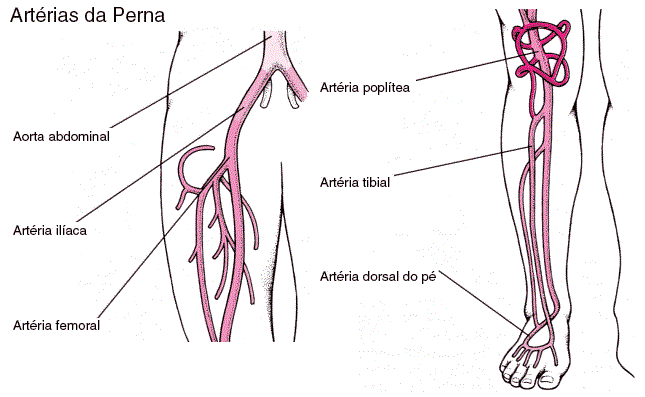 Artérias da Perna
Aorta abdominal
Artéria ilíaca
Artéria femoral
Artéria poplítea
Artéria tibial
Artéria dorsal do pé